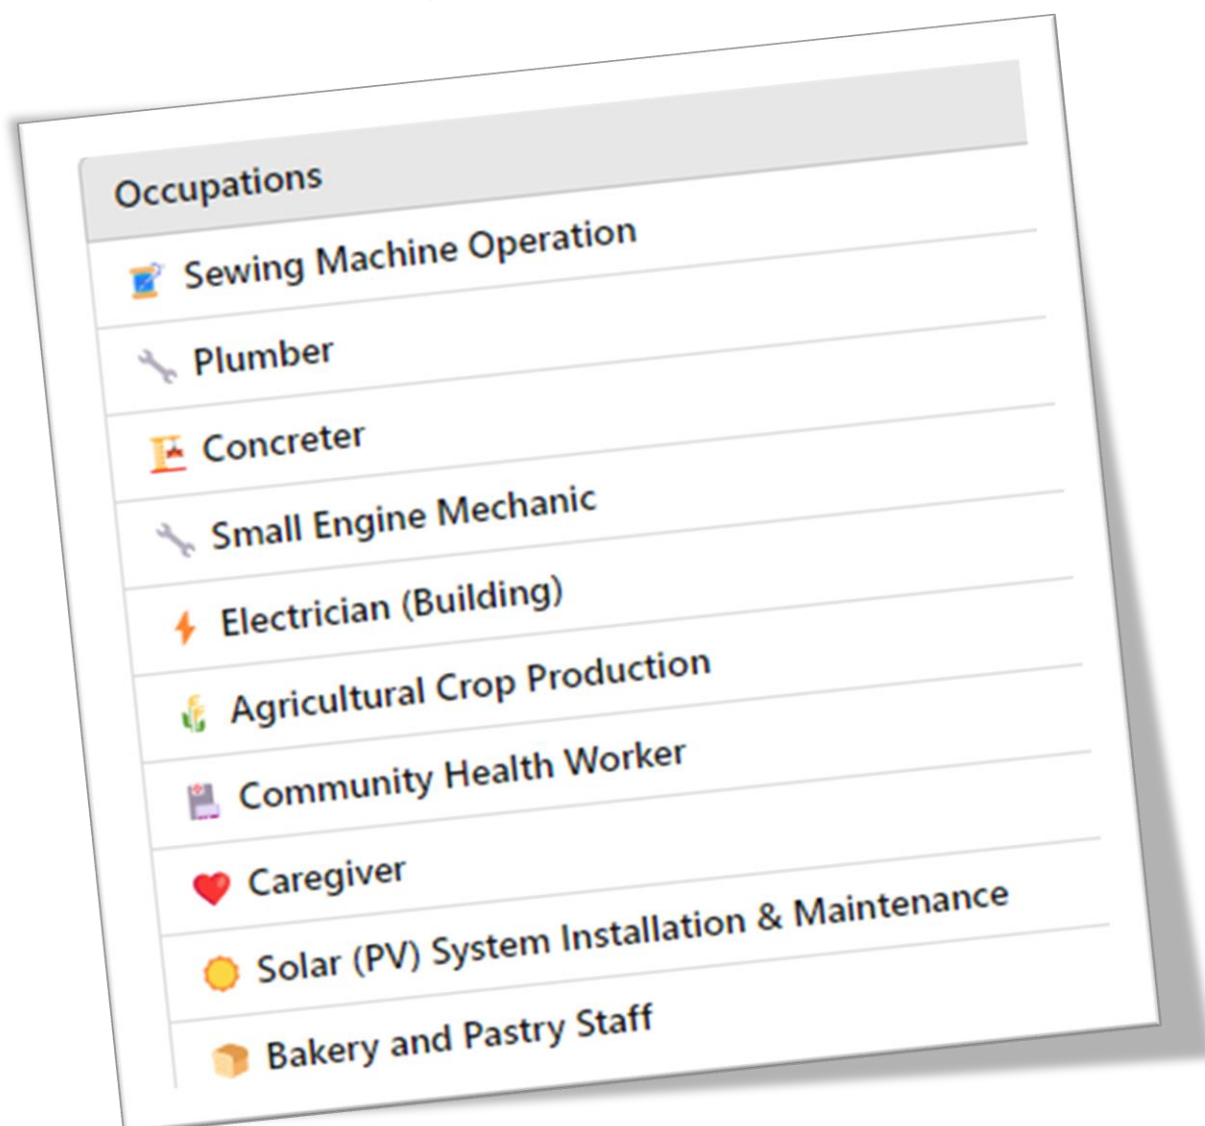 Occupations
Sewing Machine Operation
Plumber
Concreter
Small Engine Mechanic
Electrician (Building)
Agricultural Crop Production
Community Health Worker
Caregiver
Solar (PV) System Installation & Maintenance
Bakery and Pastry Staff